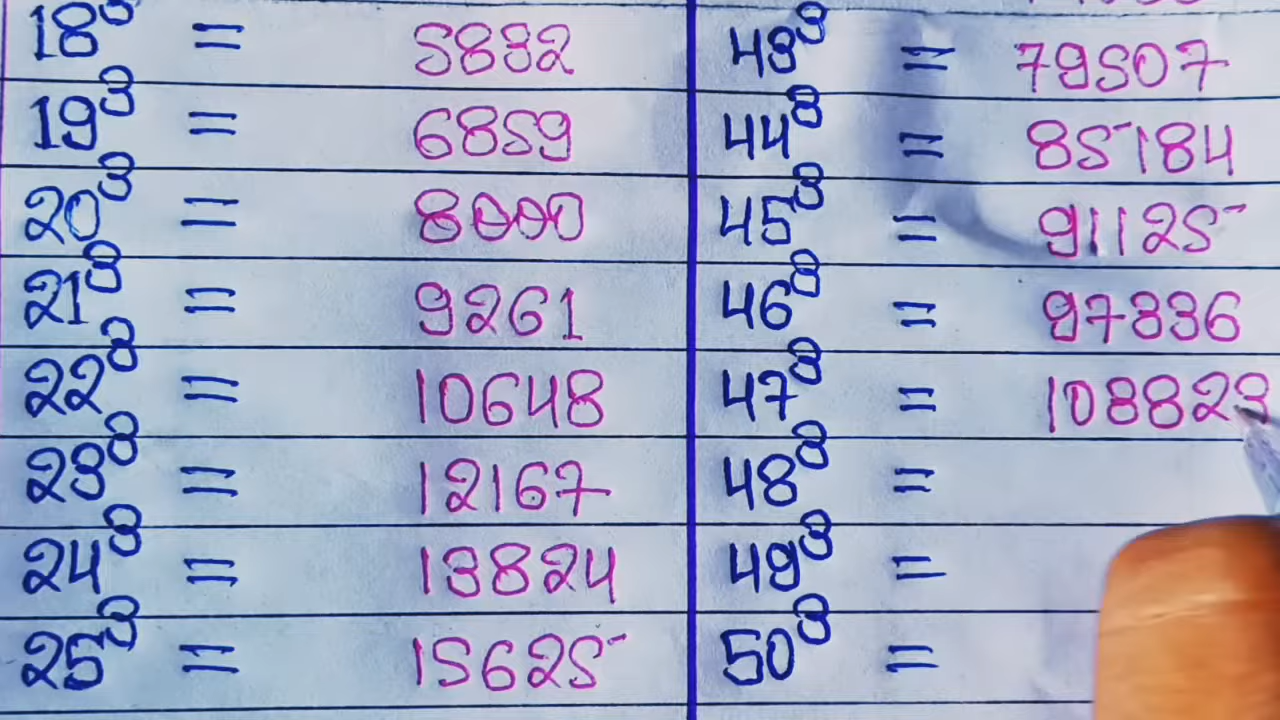 18³ = 5832
19³ = 6859
20³ = 8000
21³ = 9261
22³ = 10648
23³ = 12167
24³ = 13824
25³ = 15625
43³ = 79507
44³ = 85184
45³ = 91125
46³ = 97336
47³ = 103823
48³ =
49³ =
50³ =